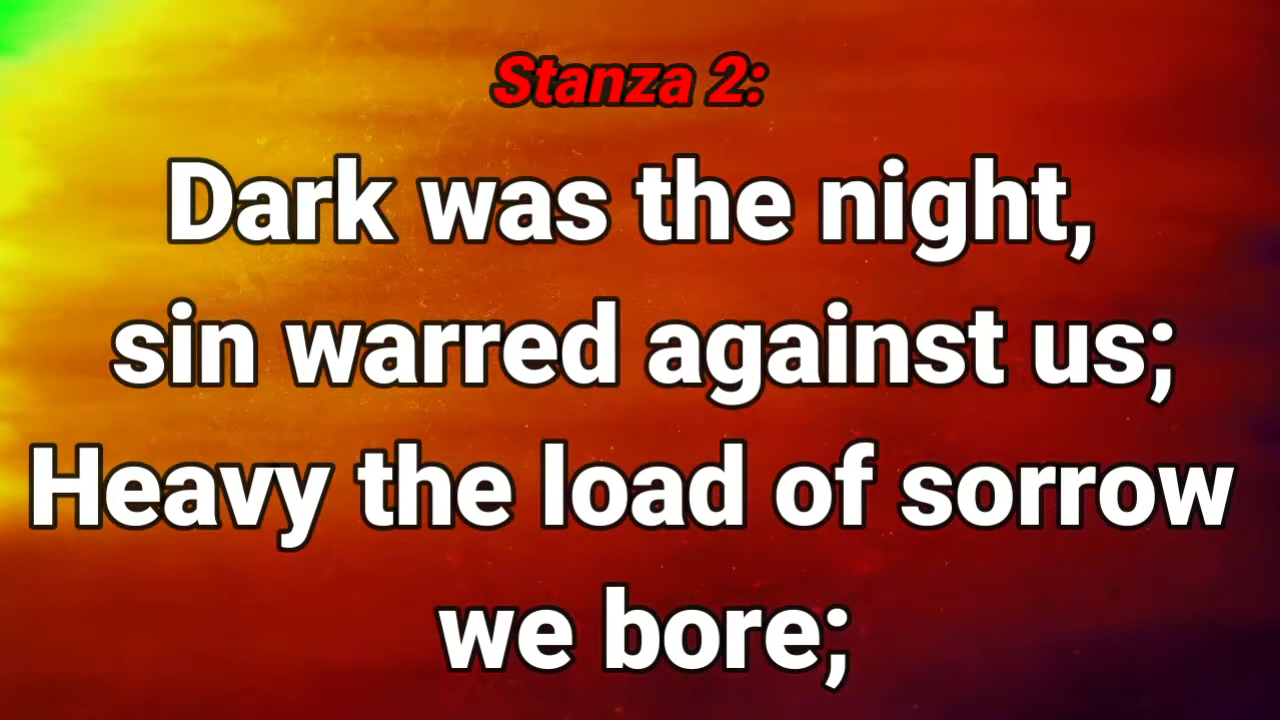 Stanza 2:
Dark was the night,
sin warred against us;
Heavy the load of sorrow
we bore;